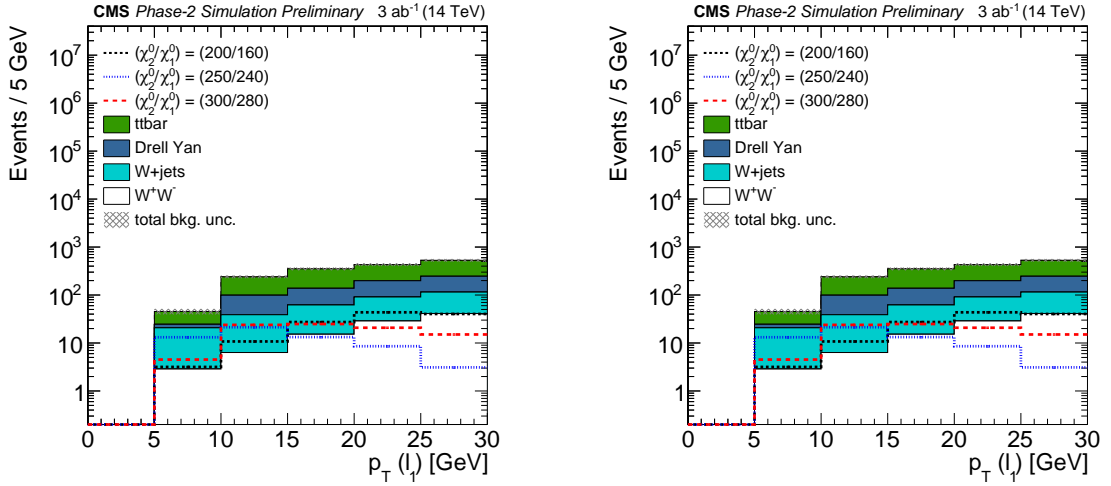 CMS Phase-2 Simulation Preliminary 3 ab⁻¹ (14 TeV)
Events / 5 GeV
10⁷
10⁶
10⁵
10⁴
10³
10²
10
1
(χ₂⁰/χ₁⁰) = (200/160)
(χ₂⁰/χ₁⁰) = (250/240)
(χ₂⁰/χ₁⁰) = (300/280)
ttbar
Drell Yan
W+jets
W⁺W⁻
total bkg. unc.
0 5 10 15 20 25 30
p_T (l₁) [GeV]
CMS Phase-2 Simulation Preliminary 3 ab⁻¹ (14 TeV)
Events / 5 GeV
10⁷
10⁶
10⁵
10⁴
10³
10²
10
1
(χ₂⁰/χ₁⁰) = (200/160)
(χ₂⁰/χ₁⁰) = (250/240)
(χ₂⁰/χ₁⁰) = (300/280)
ttbar
Drell Yan
W+jets
W⁺W⁻
total bkg. unc.
0 5 10 15 20 25 30
p_T (l₁) [GeV]